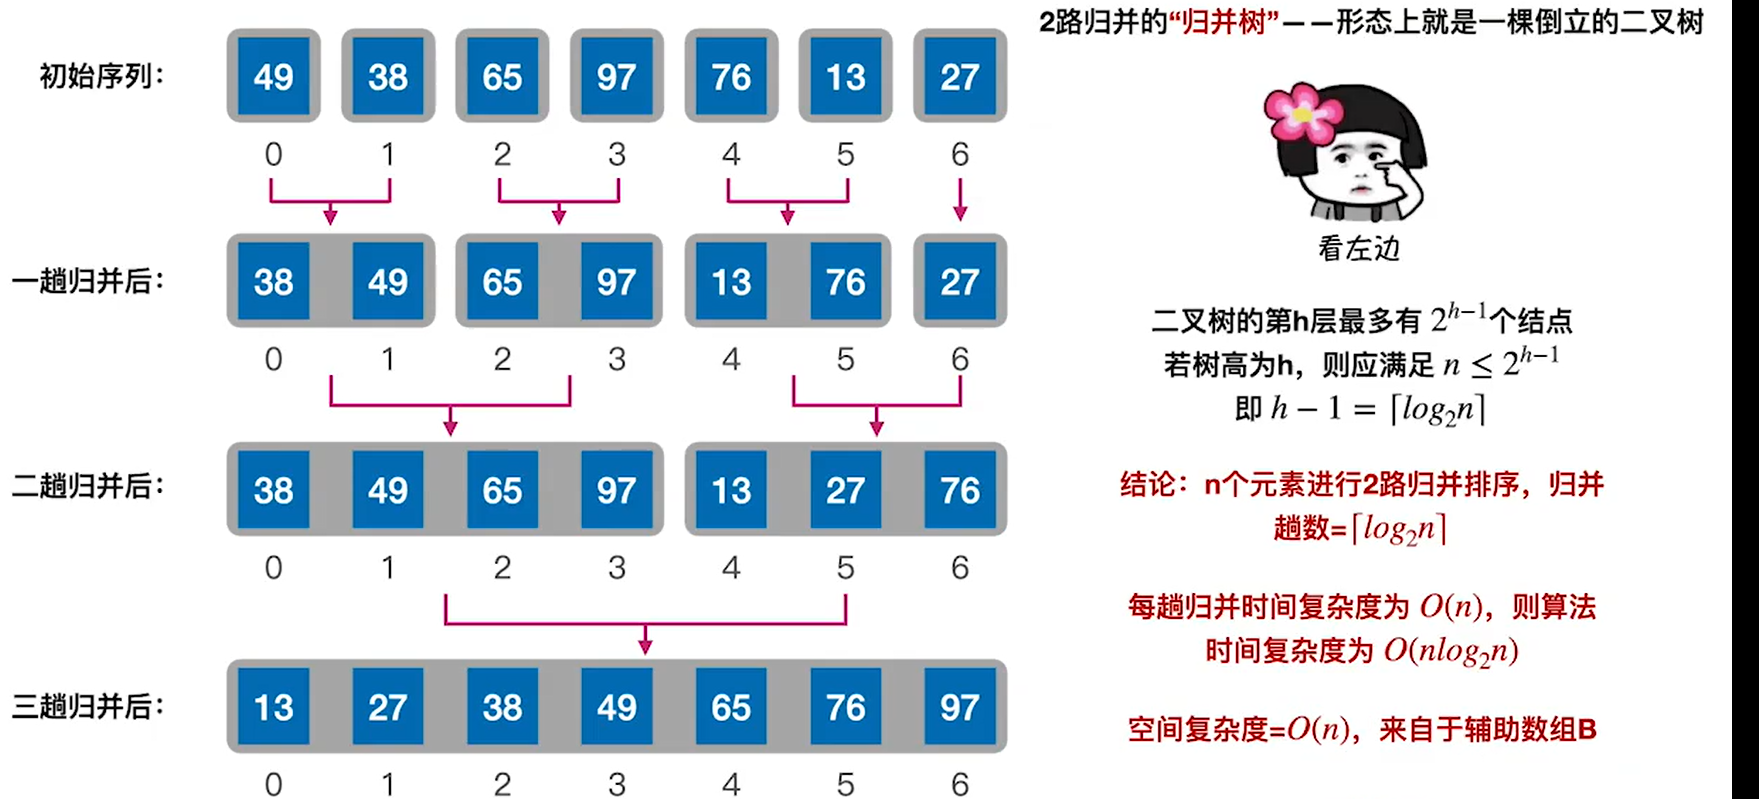 2路归并的“归并树”——形态上就是一棵倒立的二叉树
初始序列：
49 38 65 97 76 13 27
0 1 2 3 4 5 6
一趟归并后：
38 49 65 97 13 76 27
0 1 2 3 4 5 6
二趟归并后：
38 49 65 97 13 27 76
0 1 2 3 4 5 6
三趟归并后：
13 27 38 49 65 76 97
0 1 2 3 4 5 6
看左边
二叉树的第h层最多有 2^{h−1}个结点
若树高为h，则应满足 n ≤ 2^{h−1}
即 h − 1 = ⌈log₂n⌉
结论：n个元素进行2路归并排序，归并
趟数=⌈log₂n⌉
每趟归并时间复杂度为 O(n)，则算法
时间复杂度为 O(nlog₂n)
空间复杂度=O(n)，来自于辅助数组B